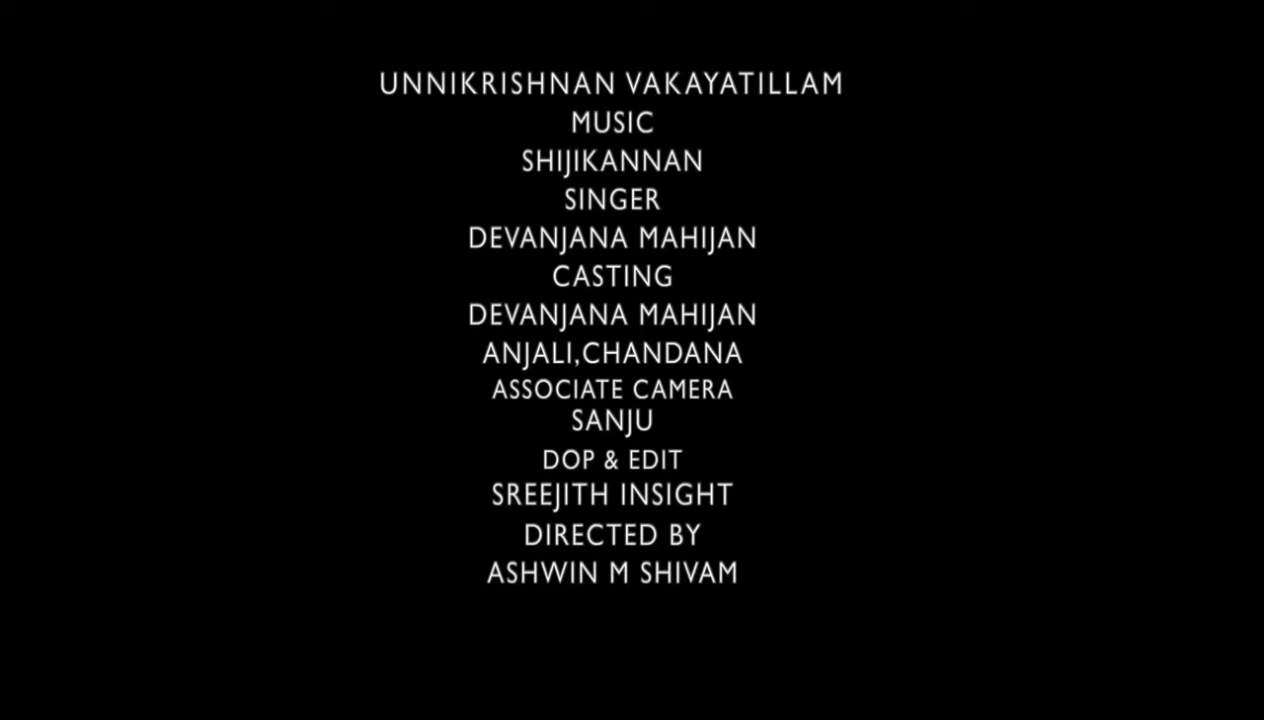 UNNIKRISHNAN VAKAYATILLAM
MUSIC
SHIJIKANNAN
SINGER
DEVANJANA MAHIJAN
CASTING
DEVANJANA MAHIJAN
ANJALI,CHANDANA
ASSOCIATE CAMERA
SANJU
DOP & EDIT
SREEJITH INSIGHT
DIRECTED BY
ASHWIN M SHIVAM